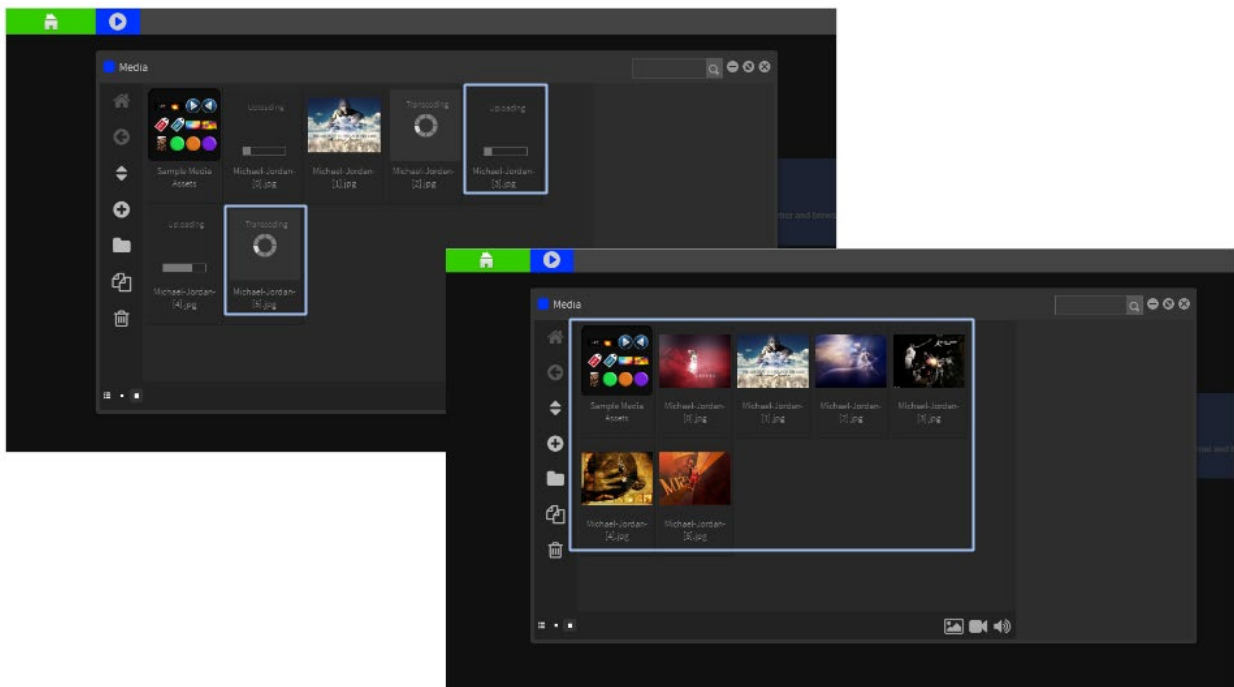 Media
Uploading
Transcoding
Uploading
Sample Media
Assets
Michael-Jordan-
[0].jpg
Michael-Jordan-
[1].jpg
Michael-Jordan-
[2].jpg
Michael-Jordan-
[3].jpg
Uploading
Transcoding
Michael-Jordan-
[4].jpg
Michael-Jordan-
[5].jpg
Media
Sample Media
Assets
Michael-Jordan-
[0].jpg
Michael-Jordan-
[1].jpg
Michael-Jordan-
[2].jpg
Michael-Jordan-
[3].jpg
Michael-Jordan-
[4].jpg
Michael-Jordan-
[5].jpg